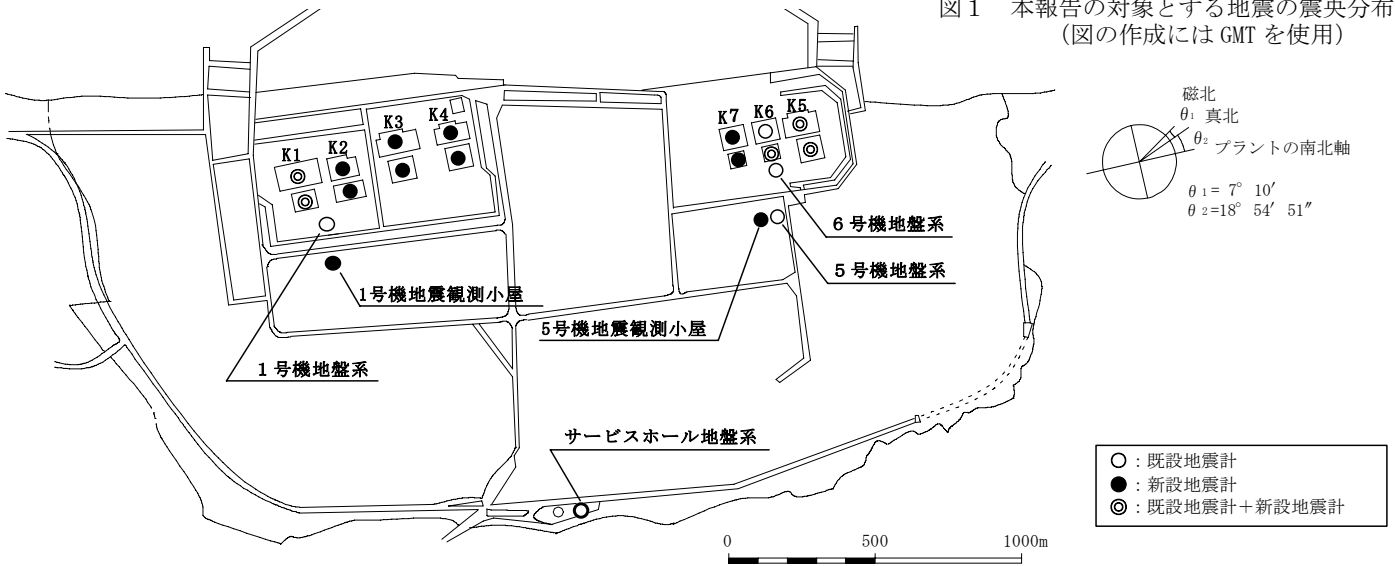 図１　本報告の対象とする地震の震央分布
（図の作成には GMT を使用）
磁北
θ₁ 真北
θ₂ プラントの南北軸
θ₁＝ 7° 10′
θ₂=18° 54′ 51″
K1
K2
K3
K4
K7
K6
K5
６号機地盤系
５号機地盤系
1号機地震観測小屋
5号機地震観測小屋
１号機地盤系
サービスホール地盤系
○：既設地震計
●：新設地震計
◎：既設地震計＋新設地震計
0
500
1000m